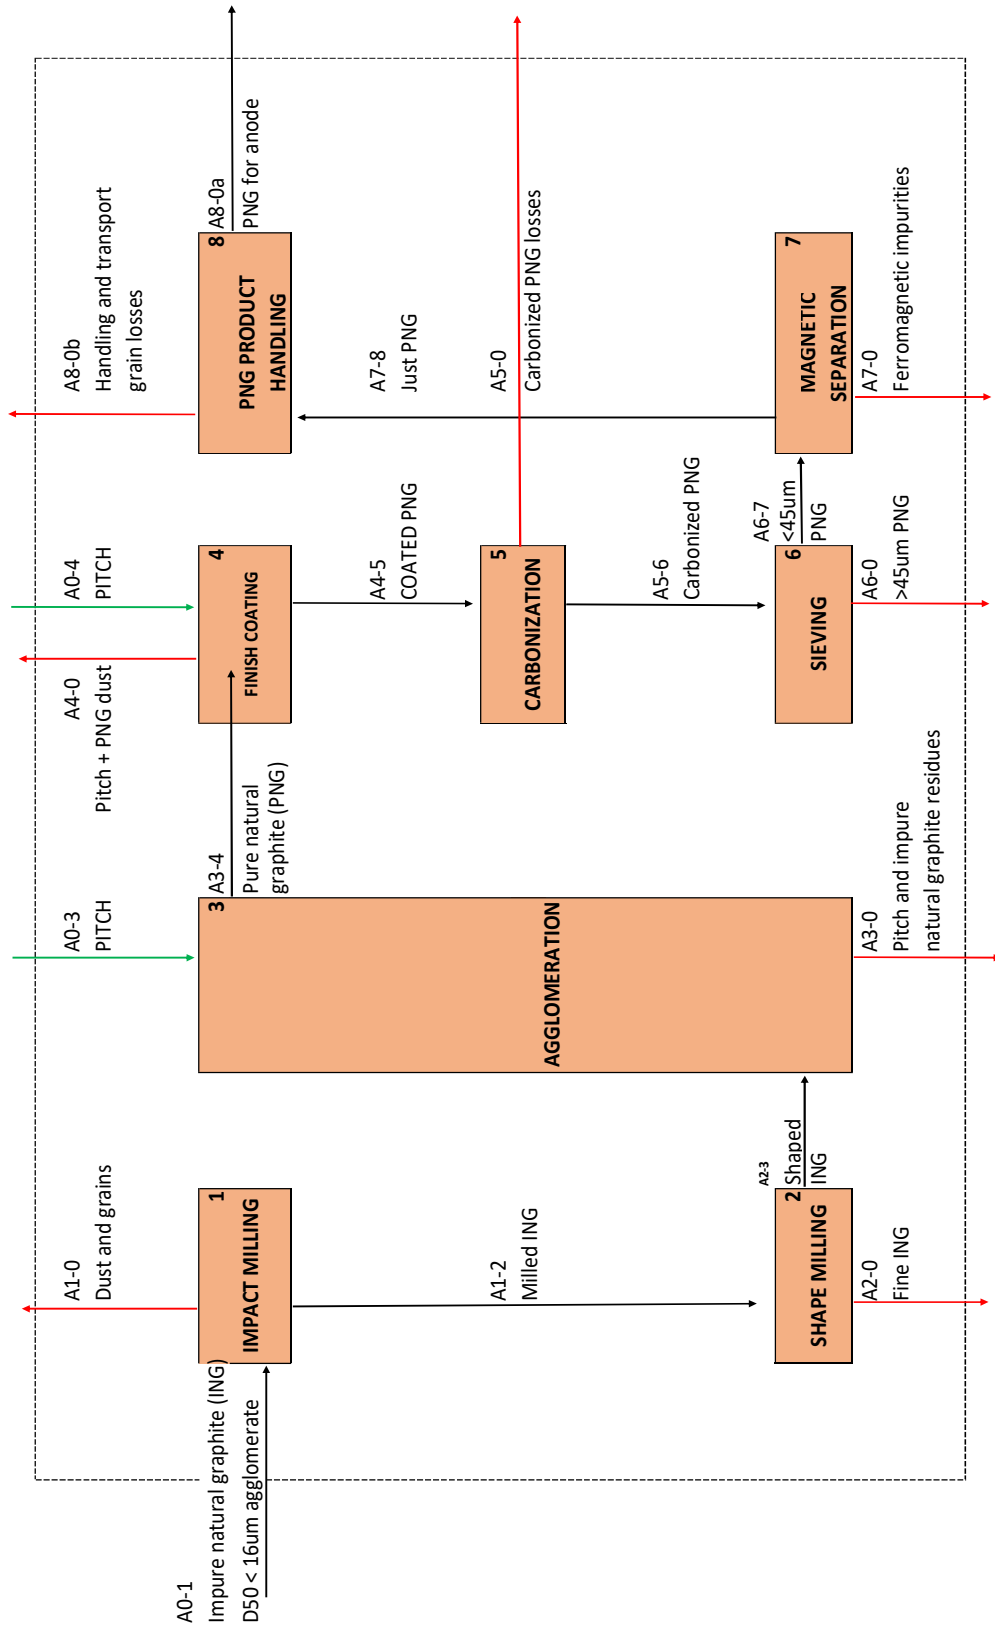 A0-1
Impure natural graphite (ING)
D50 < 16um agglomerate
A1-0
Dust and grains
1
IMPACT MILLING
A1-2
Milled ING
2
SHAPE MILLING
A2-0
Fine ING
A2-3
Shaped
ING
A0-3
PITCH
3
AGGLOMERATION
A3-0
Pitch and impure
natural graphite residues
A3-4
Pure natural
graphite (PNG)
A4-0
Pitch + PNG dust
A0-4
PITCH
4
FINISH COATING
A4-5
COATED PNG
5
CARBONIZATION
A5-0
Carbonized PNG losses
A5-6
Carbonized PNG
6
SIEVING
A6-0
>45um PNG
A6-7
<45um
PNG
7
MAGNETIC
SEPARATION
A7-0
Ferromagnetic impurities
A7-8
Just PNG
8
PNG PRODUCT
HANDLING
A8-0b
Handling and transport
grain losses
A8-0a
PNG for anode